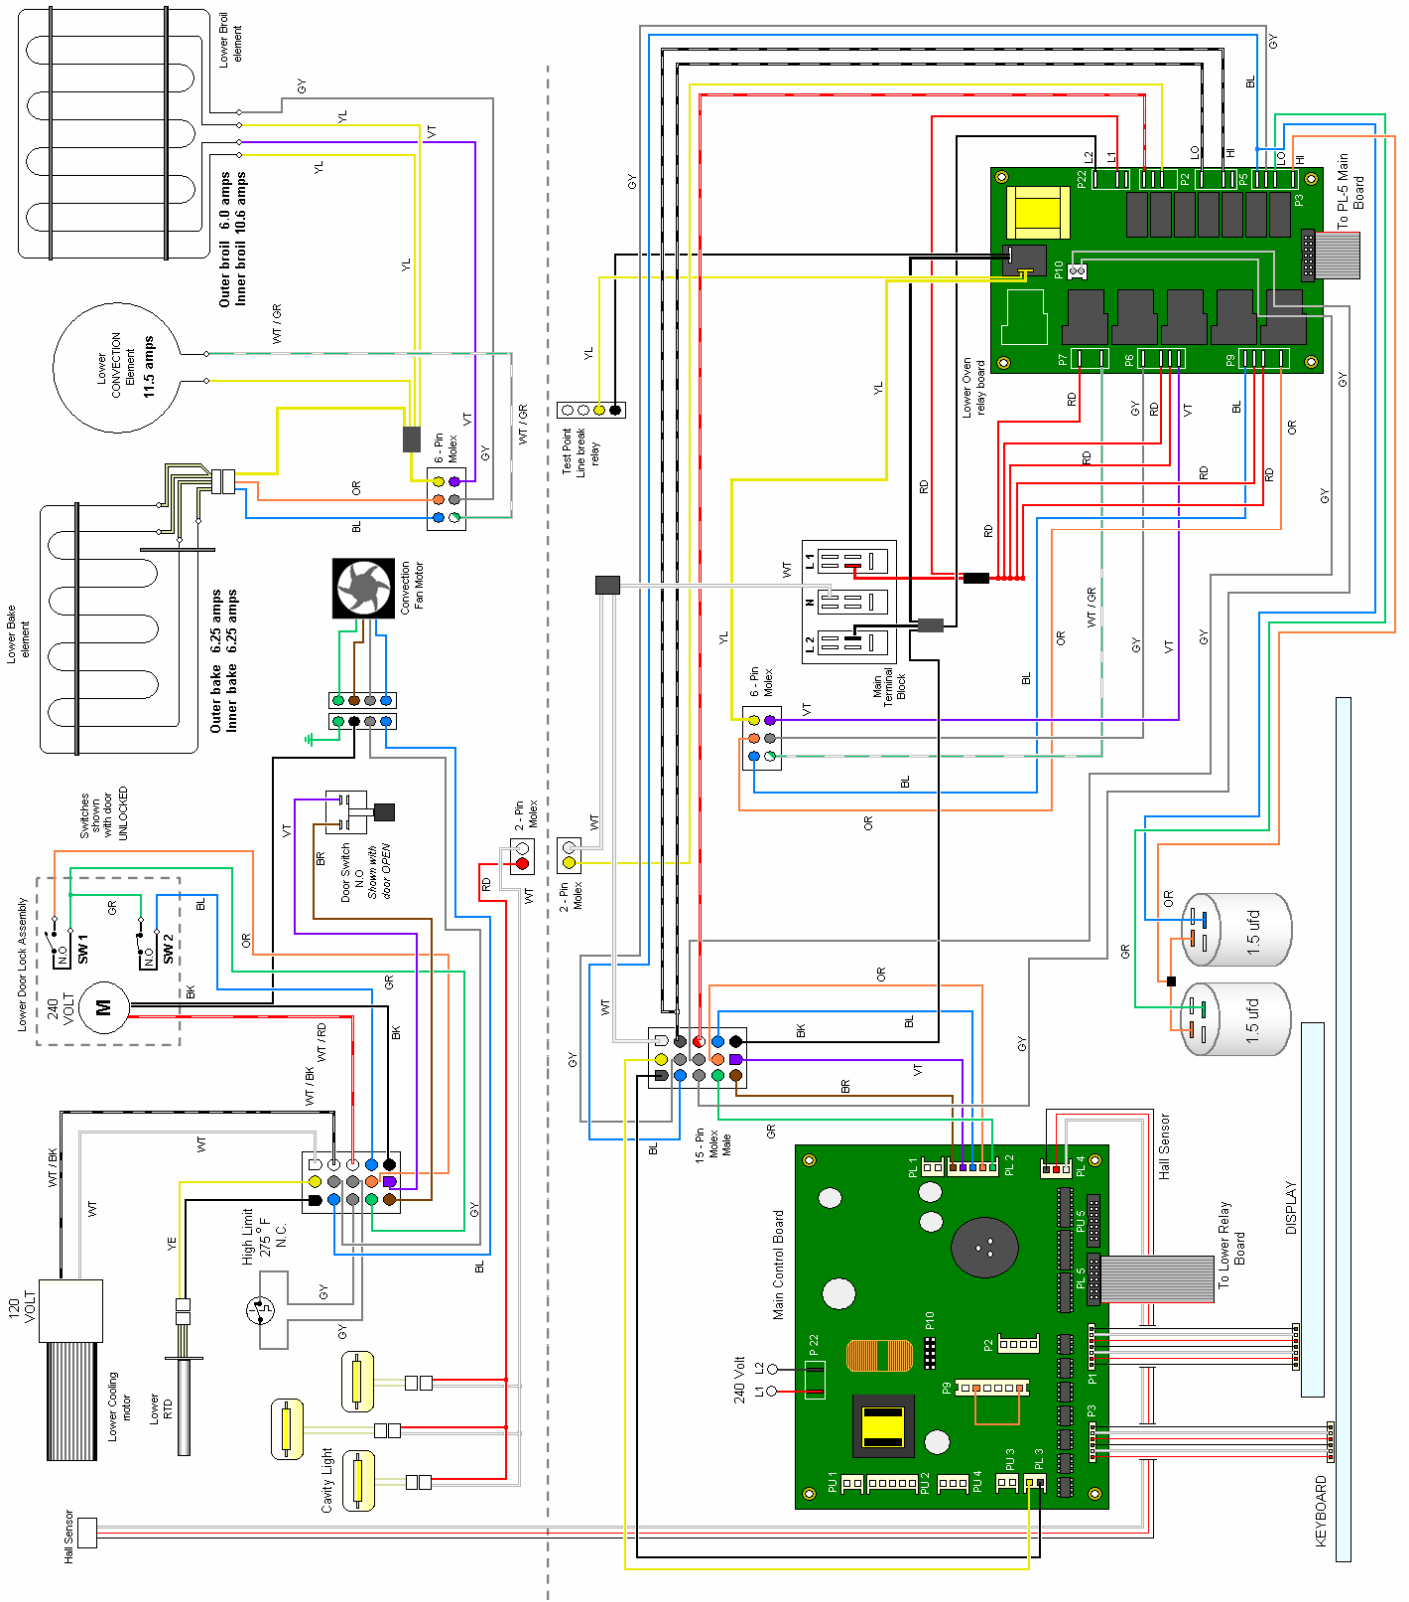 Lower Broil
element
GY
YL
VT
YL
Outer broil 6.0 amps
Inner broil 10.6 amps
YL
WT / GR
Lower
CONVECTION
Element
11.5 amps
6 - Pin
Molex
VT
GY
WT / GR
OR
BL
Lower Bake
element
Outer bake 6.25 amps
Inner bake 6.25 amps
Convection
Fan Motor
Switches
shown
with door
UNLOCKED
VT
BR
Door Switch
N.O
Shown with
door OPEN
2 - Pin
Molex
RD
WT
Lower Door Lock Assembly
N.O
SW 1
GR
N.O
SW 2
BL
OR
240
VOLT
M
BK
GR
BK
WT / RD
WT / BK
WT
WT / BK
WT
120
VOLT
Lower Cooling
motor
YE
Lower
RTD
High Limit
275 ° F
N.C.
GY
GY
GY
BL
Cavity Light
Hall Sensor
GY
GY
BL
L2
L1
P22
LO
HI
P2
P5
LO
HI
P3
To PL-5 Main
Board
P10
P7
P6
P9
Lower Oven
relay board
YL
Test Point
Line break
relay
YL
RD
RD
GY
RD
VT
BL
OR
RD
RD
RD
RD
GY
GY
WT
L 1
N
L 2
Main
Terminal
Block
YL
6 - Pin
Molex
VT
WT / GR
OR
GY
VT
GY
BL
BL
OR
WT
2 - Pin
Molex
WT
GY
BL
OR
BL
BK
VT
BR
GR
GY
15 - Pin
Molex
Male
OR
GR
1.5 ufd
1.5 ufd
Main Control Board
PL 1
PL 2
PL 4
Hall Sensor
PU 5
PL 5
To Lower Relay
Board
240 Volt
L2
L1
P 22
P10
P2
P9
P1
P3
PU 1
PU 2
PU 4
PU 3
PL 3
DISPLAY
KEYBOARD